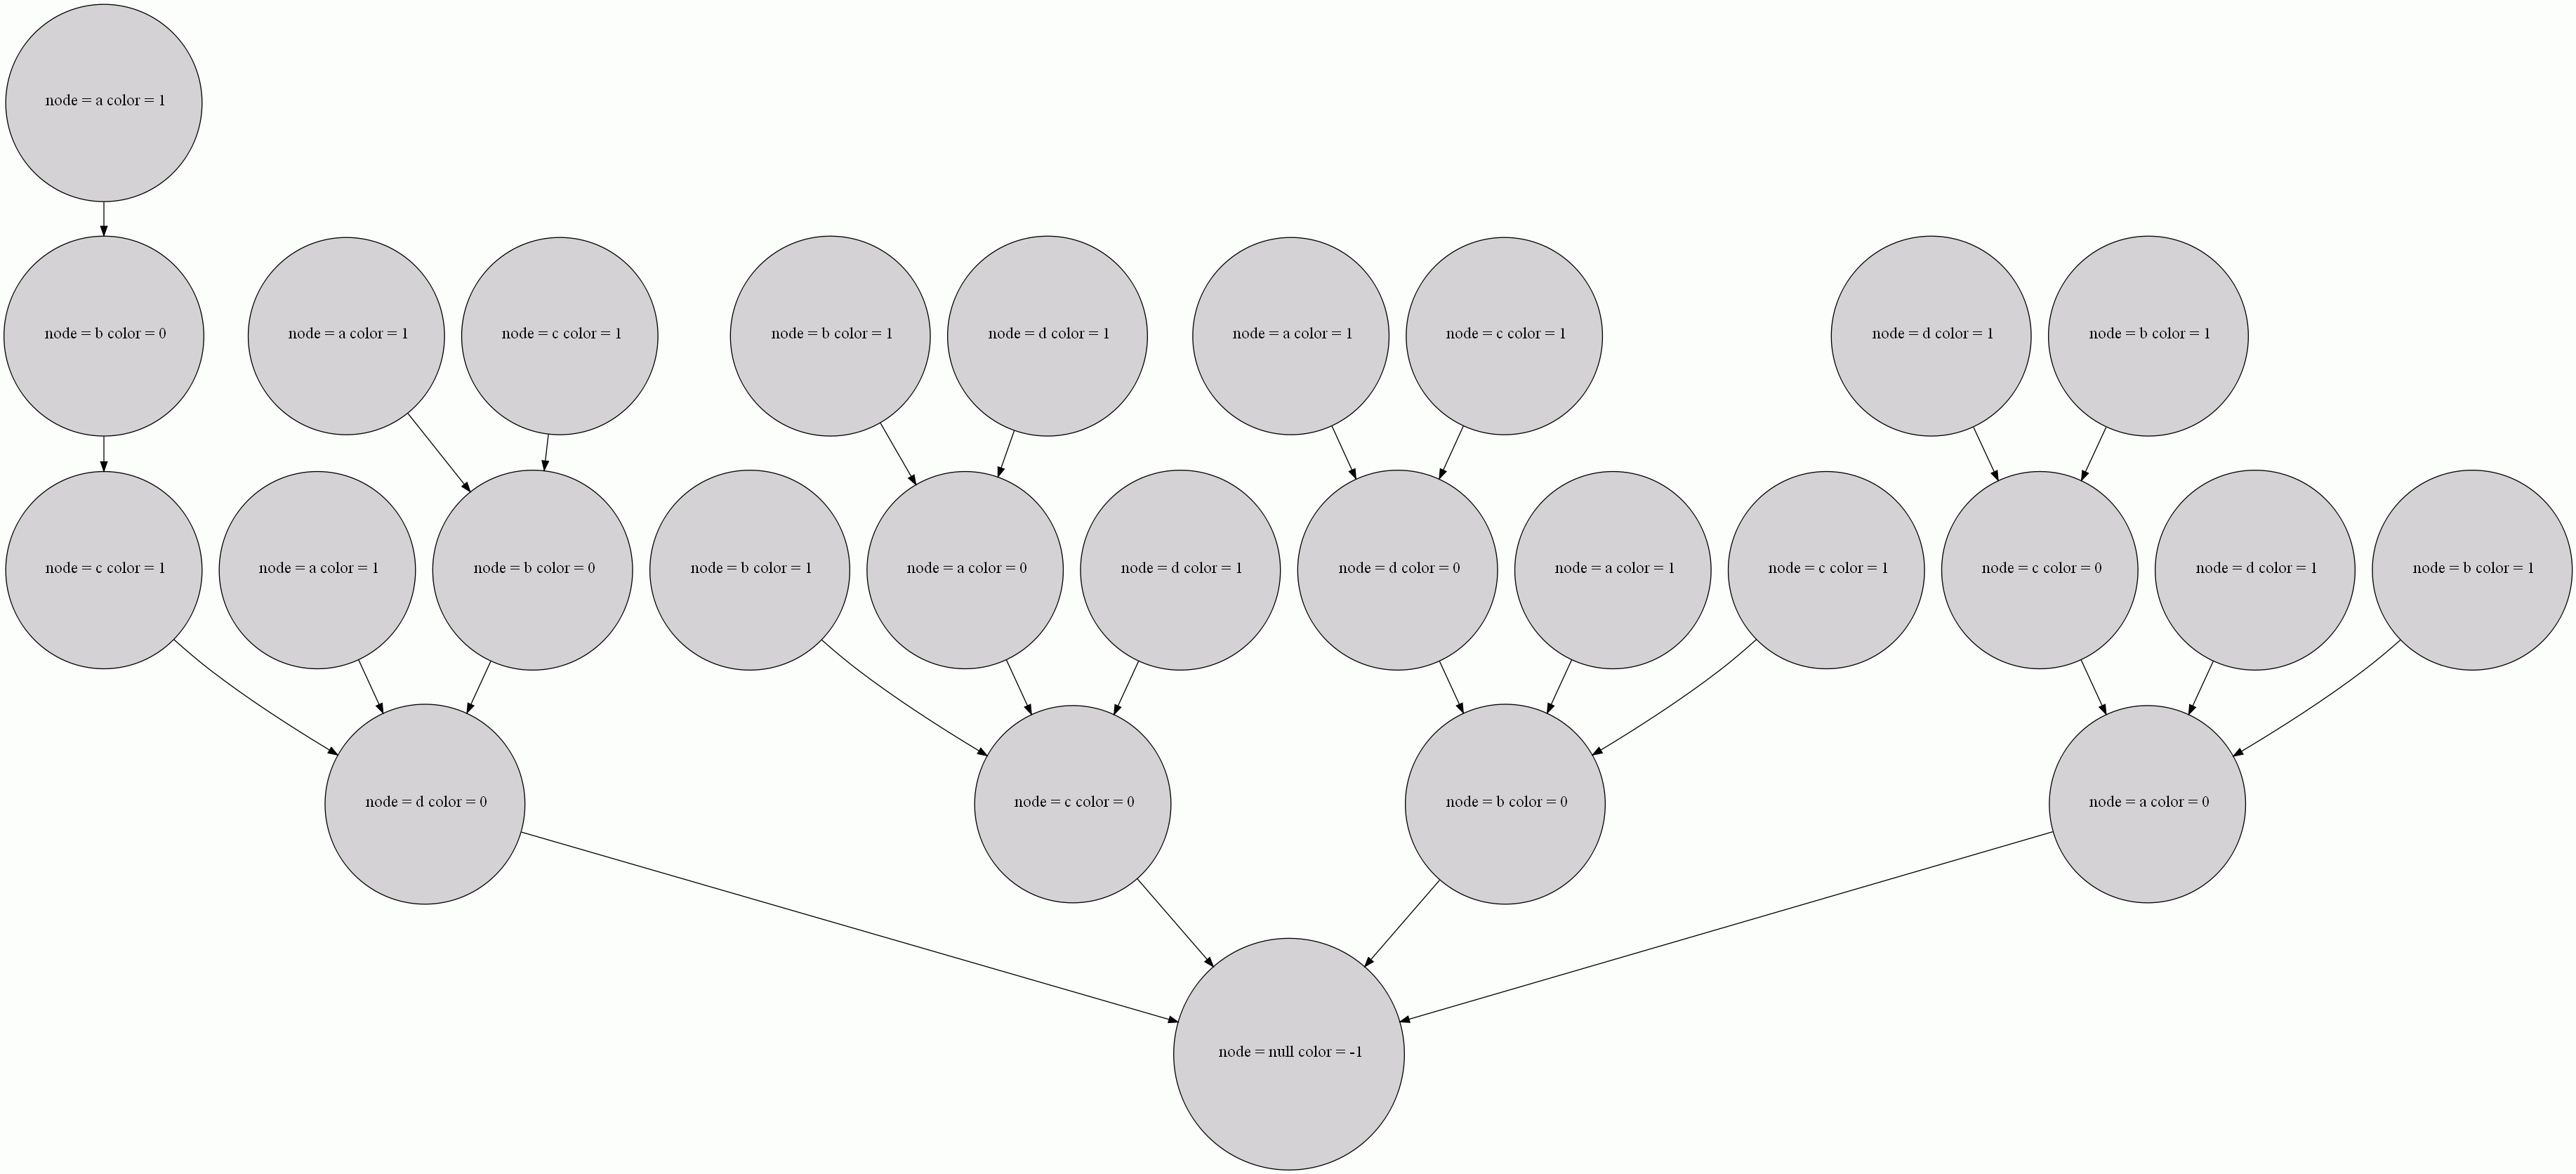 node = a color = 1
node = b color = 0
node = a color = 1
node = c color = 1
node = b color = 1
node = d color = 1
node = a color = 1
node = c color = 1
node = d color = 1
node = b color = 1
node = c color = 1
node = a color = 1
node = b color = 0
node = b color = 1
node = a color = 0
node = d color = 1
node = d color = 0
node = a color = 1
node = c color = 1
node = c color = 0
node = d color = 1
node = b color = 1
node = d color = 0
node = c color = 0
node = b color = 0
node = a color = 0
node = null color = -1